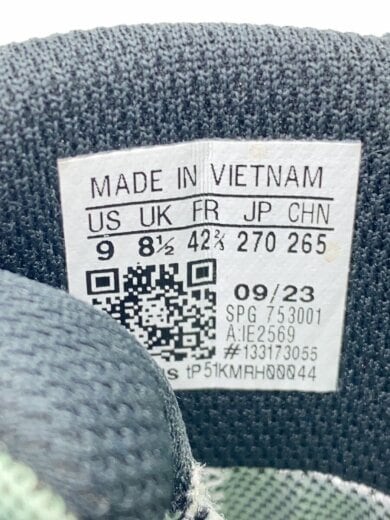 MADE IN VIETNAM
US UK FR JP CHN
9 8½ 42⅔ 270 265
09/23
SPG 753001
A:IE2569
#133173055
tP51KMRH00044